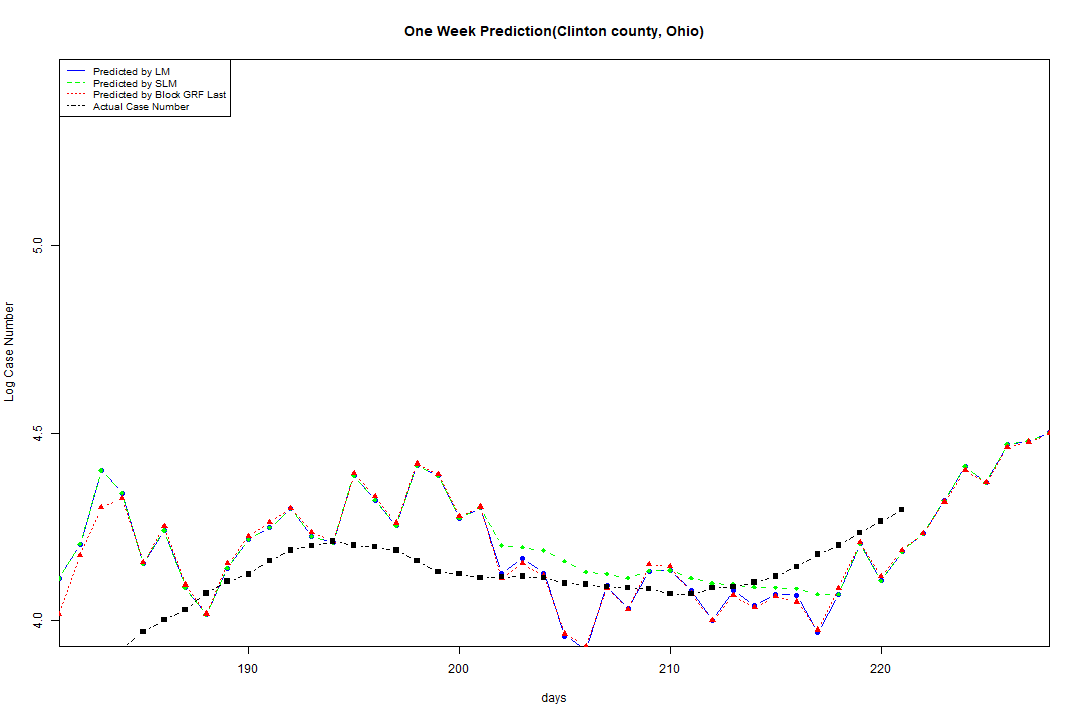 One Week Prediction(Clinton county, Ohio)
Predicted by LM
Predicted by SLM
Predicted by Block GRF Last
Actual Case Number
5.0
4.5
4.0
Log Case Number
190 200 210 220
days